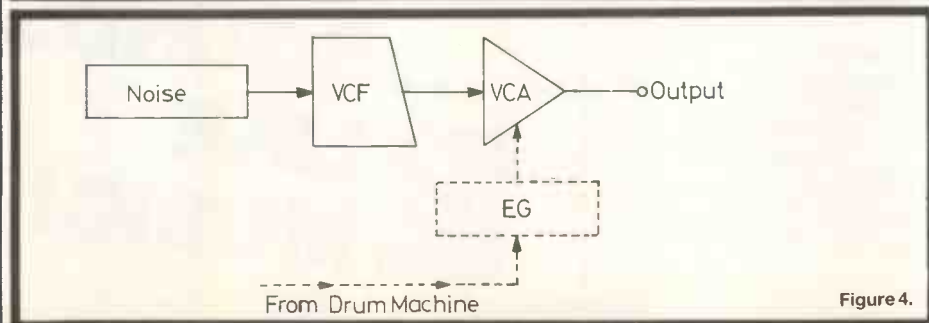 Noise
VCF
VCA
Output
EG
From Drum Machine
Figure 4.